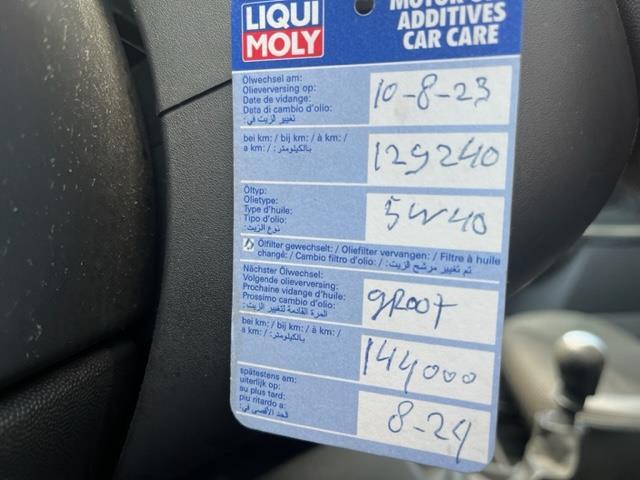 LIQUI
MOLY
ADDITIVES
CAR CARE
Ölwechsel am:
Olieverversing op:
Date de vidange:
Data di cambio d'olio:
تغيير الزيت في:
10-8-23
bei km: / bij km: / à km: /
a km: / بالكيلومتر:
129240
Öltyp:
Olietype:
Type d'huile:
Tipo d'olio:
نوع الزيت:
5W40
Ölfilter gewechselt: / Oliefilter vervangen: / Filtre à huile
changé: / Cambio filtro d'olio: / تم تغيير مرشح الزيت:
Nächster Ölwechsel:
Volgende olieverversing:
Prochaine vidange d'huile:
Prossimo cambio d'olio:
المرة القادمة لتغيير الزيت:
bei km: / bij km: / à km: /
a km: / بالكيلومتر:
144000
spätestens am:
uiterlijk op:
au plus tard:
piu ritardo a:
الحد الأقصى في:
8-24